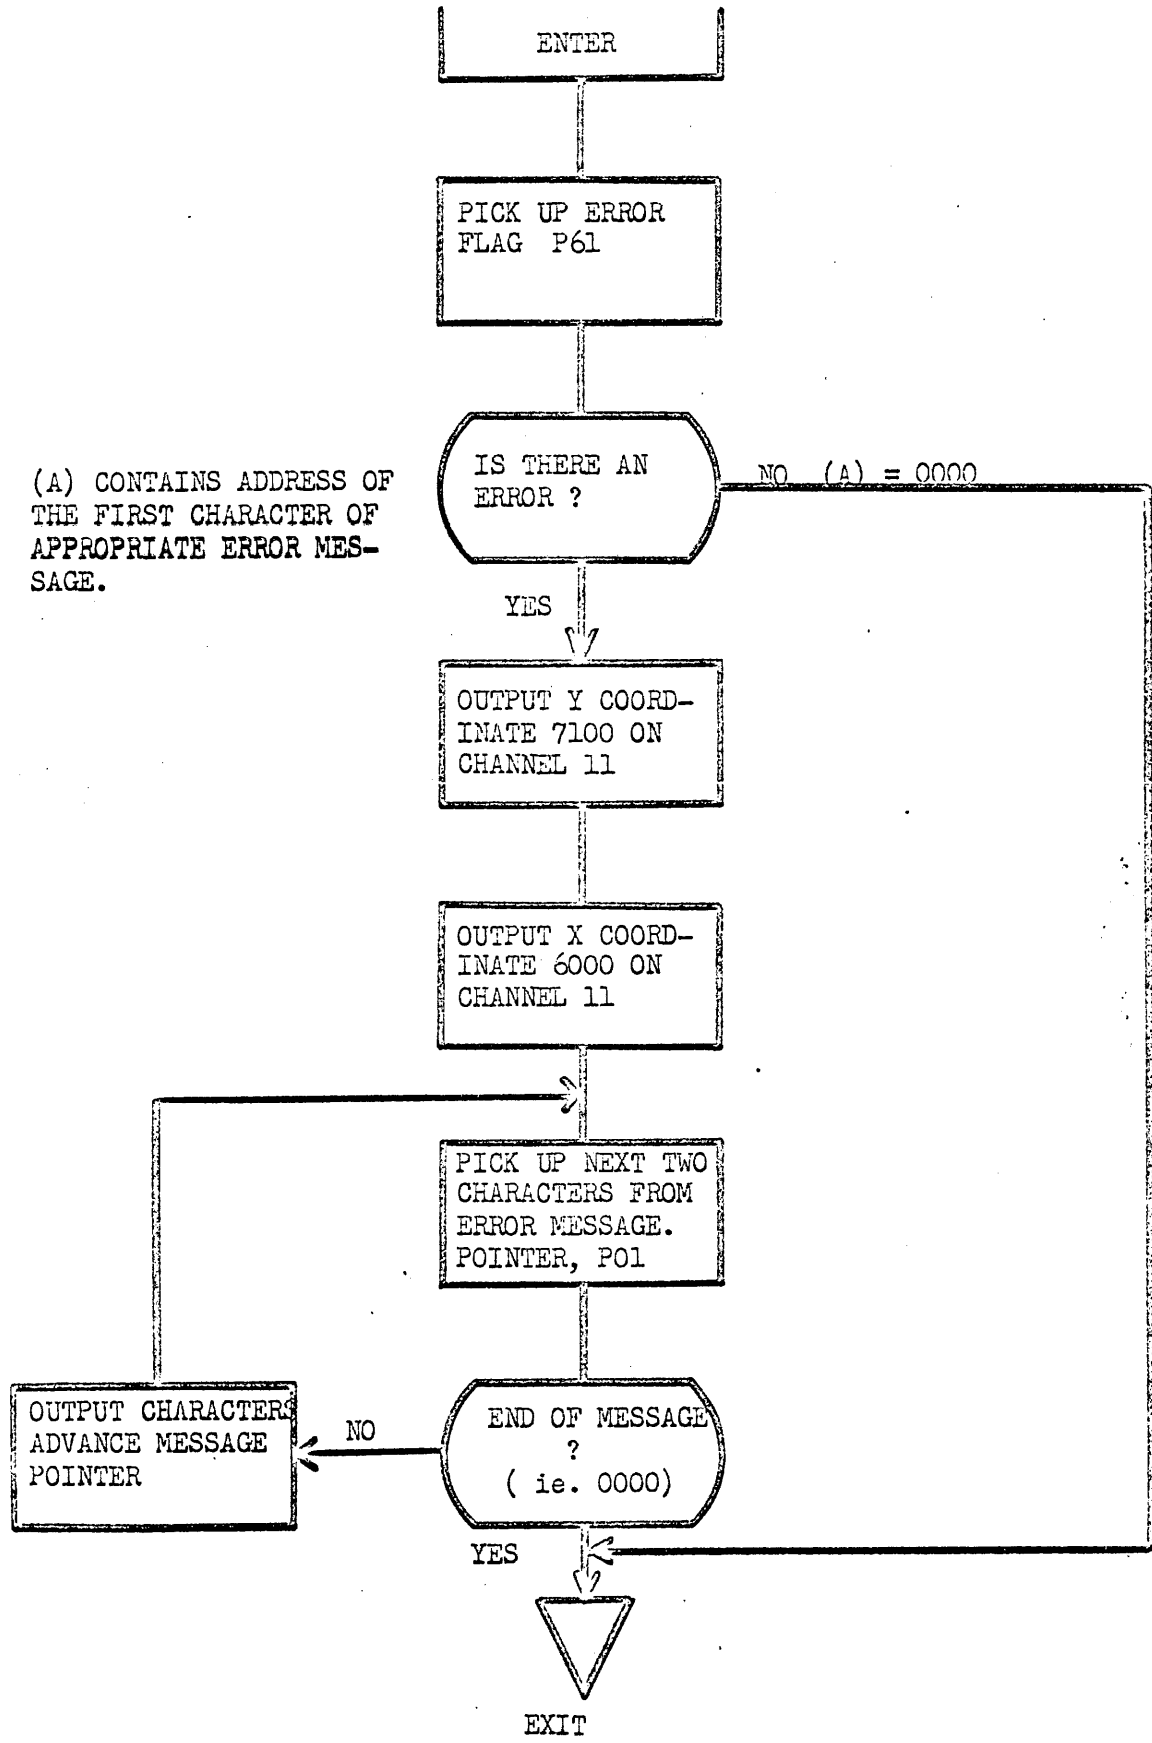 ENTER
PICK UP ERROR
FLAG P61
IS THERE AN
ERROR ?
NO (A) = 0000
(A) CONTAINS ADDRESS OF
THE FIRST CHARACTER OF
APPROPRIATE ERROR MES-
SAGE.
YES
OUTPUT Y COORD-
INATE 7100 ON
CHANNEL 11
OUTPUT X COORD-
INATE 6000 ON
CHANNEL 11
PICK UP NEXT TWO
CHARACTERS FROM
ERROR MESSAGE.
POINTER, P01
END OF MESSAGE
?
( ie. 0000)
NO
OUTPUT CHARACTERS
ADVANCE MESSAGE
POINTER
YES
EXIT